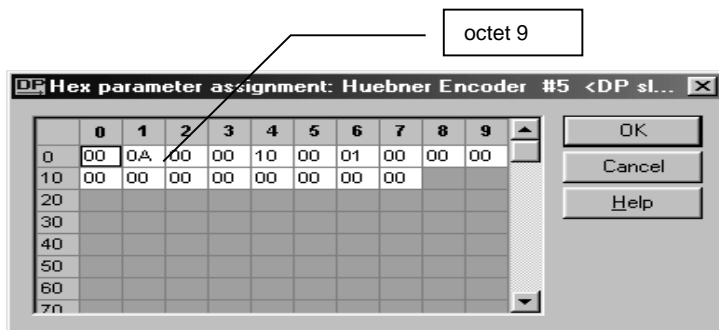 octet 9
DP Hex parameter assignment: Huebner Encoder #5 <DP sl...
0 1 2 3 4 5 6 7 8 9
0 00 0A 00 00 10 00 01 00 00 00
10 00 00 00 00 00 00 00 00
20
30
40
50
60
70
OK
Cancel
Help